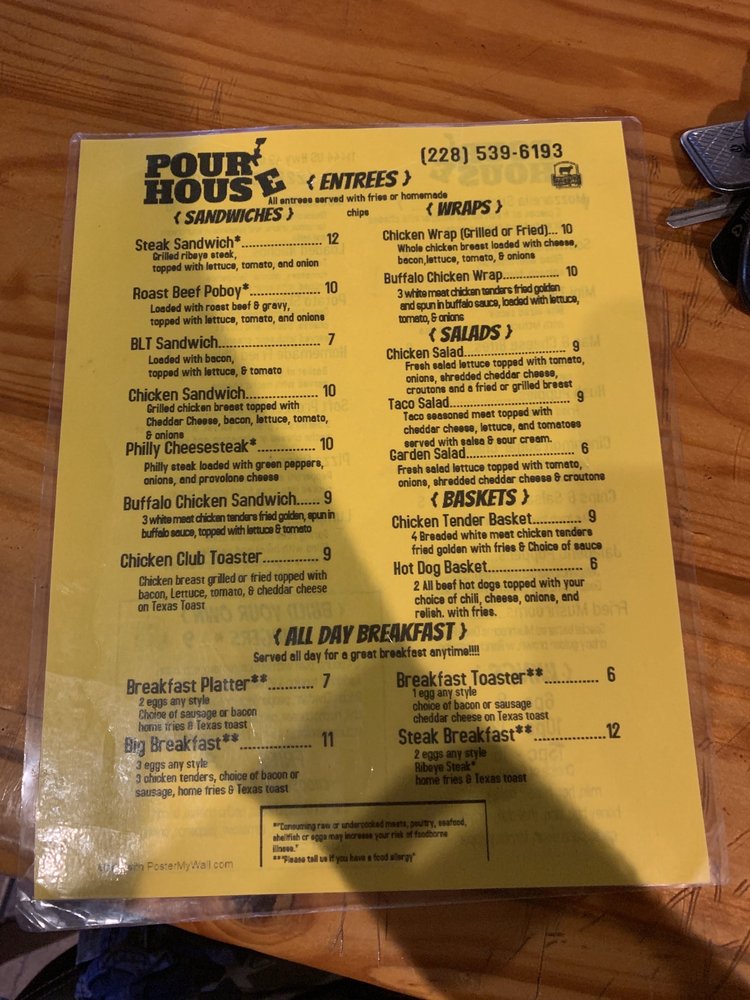 POUR
HOUSE
(228) 539-6193
{ ENTREES }
All entrees served with fries or homemade
chips
{ SANDWICHES }
Steak Sandwich*.................... 12
Grilled ribeye steak,
topped with lettuce, tomato, and onion
Roast Beef Poboy*................. 10
Loaded with roast beef & gravy,
topped with lettuce, tomato, and onions
BLT Sandwich......................... 7
Loaded with bacon,
topped with lettuce, & tomato
Chicken Sandwich................... 10
Grilled chicken breast topped with
Cheddar Cheese, bacon, lettuce, tomato,
& onions
Philly Cheesesteak*............... 10
Philly steak loaded with green peppers,
onions, and provolone cheese
Buffalo Chicken Sandwich...... 9
3 white meat chicken tenders fried golden, spun in
buffalo sauce, topped with lettuce & tomato
Chicken Club Toaster.............. 9
Chicken breast grilled or fried topped with
bacon, Lettuce, tomato, & cheddar cheese
on Texas Toast
{ WRAPS }
Chicken Wrap (Grilled or Fried)... 10
Whole chicken breast loaded with cheese,
bacon,lettuce, tomato, & onions
Buffalo Chicken Wrap................ 10
3 white meat chicken tenders fried golden
and spun in buffalo sauce, loaded with lettuce,
tomato, & onions
{ SALADS }
Chicken Salad........................... 9
Fresh salad lettuce topped with tomato,
onions, shredded cheddar cheese,
croutons and a fried or grilled breast
Taco Salad............................... 9
Taco seasoned meat topped with
cheddar cheese, lettuce, and tomatoes
served with salsa & sour cream.
Garden Salad........................... 6
Fresh salad lettuce topped with tomato,
onions, shredded cheddar cheese & croutons
{ BASKETS }
Chicken Tender Basket............. 9
4 Breaded white meat chicken tenders
fried golden with fries & Choice of sauce
Hot Dog Basket......................... 6
2 All beef hot dogs topped with your
choice of chili, cheese, onions, and
relish. with fries.
{ ALL DAY BREAKFAST }
Served all day for a great breakfast anytime!!!!
Breakfast Platter**........... 7
2 eggs any style
Choice of sausage or bacon
home fries & Texas toast
Big Breakfast**................. 11
3 eggs any style
3 chicken tenders, choice of bacon or
sausage, home fries & Texas toast
Breakfast Toaster**............. 6
1 egg any style
choice of bacon or sausage
cheddar cheese on Texas toast
Steak Breakfast**.................12
2 eggs any style
Ribeye Steak*
home fries & Texas toast
"*Consuming raw or undercooked meats, poultry, seafood,
shellfish or eggs may increase your risk of foodborne
illness."
"**Please tell us if you have a food allergy"
PosterMyWall.com